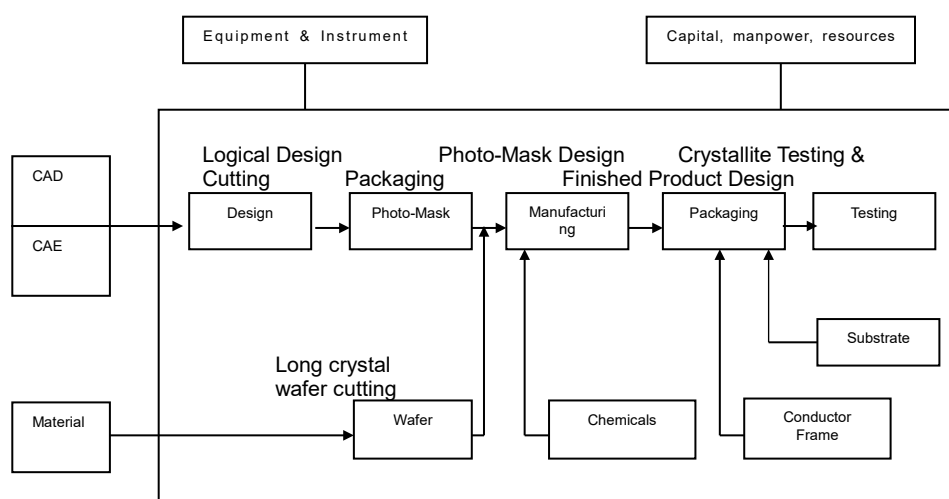 Equipment & Instrument
Capital, manpower, resources
Logical Design Photo-Mask Design Crystallite Testing &
Cutting Packaging Finished Product Design
CAD
CAE
Design
Photo-Mask
Manufacturi
ng
Packaging
Testing
Substrate
Long crystal
wafer cutting
Material
Wafer
Chemicals
Conductor
Frame